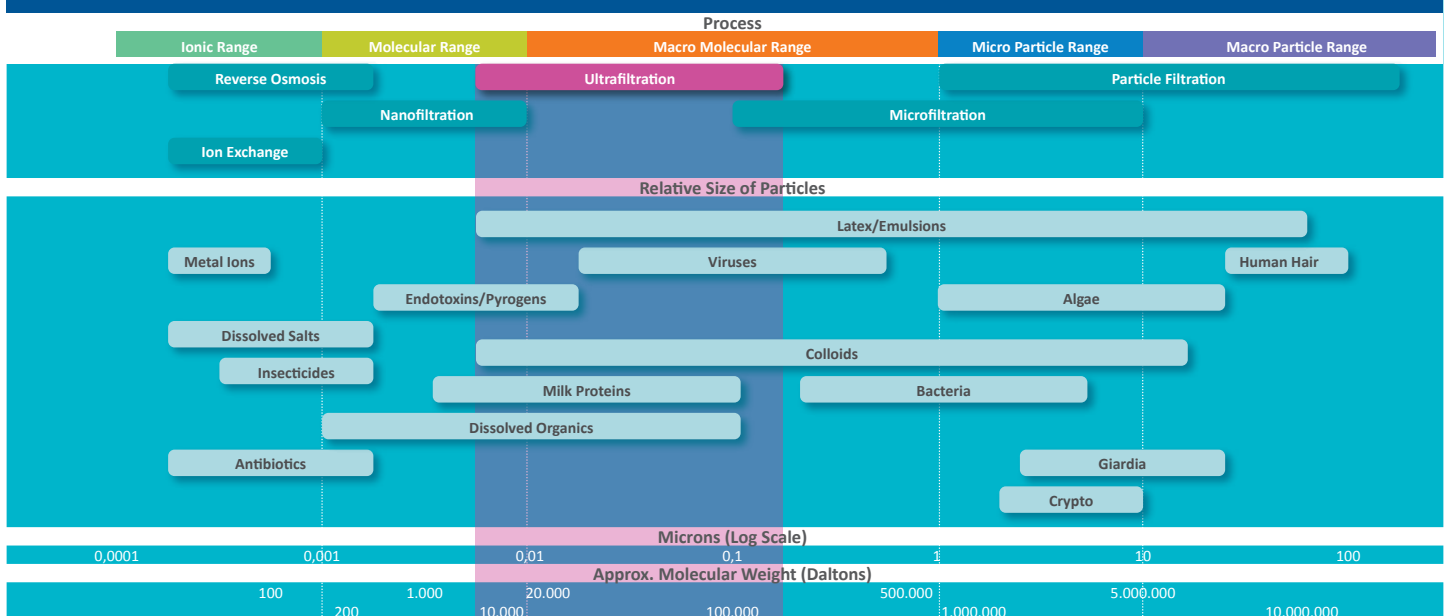 Process
Ionic Range Molecular Range Macro Molecular Range Micro Particle Range Macro Particle Range
Reverse Osmosis Ultrafiltration Particle Filtration
Nanofiltration Microfiltration
Ion Exchange
Relative Size of Particles
Latex/Emulsions
Metal Ions Viruses Human Hair
Endotoxins/Pyrogens Algae
Dissolved Salts
Colloids
Insecticides
Milk Proteins Bacteria
Dissolved Organics
Antibiotics Giardia
Crypto
Microns (Log Scale)
0,0001 0,001 0,01 0,1 1 10 100
Approx. Molecular Weight (Daltons)
100 1.000 20.000 500.000 5.000.000
200 10.000 100.000 1.000.000 10.000.000